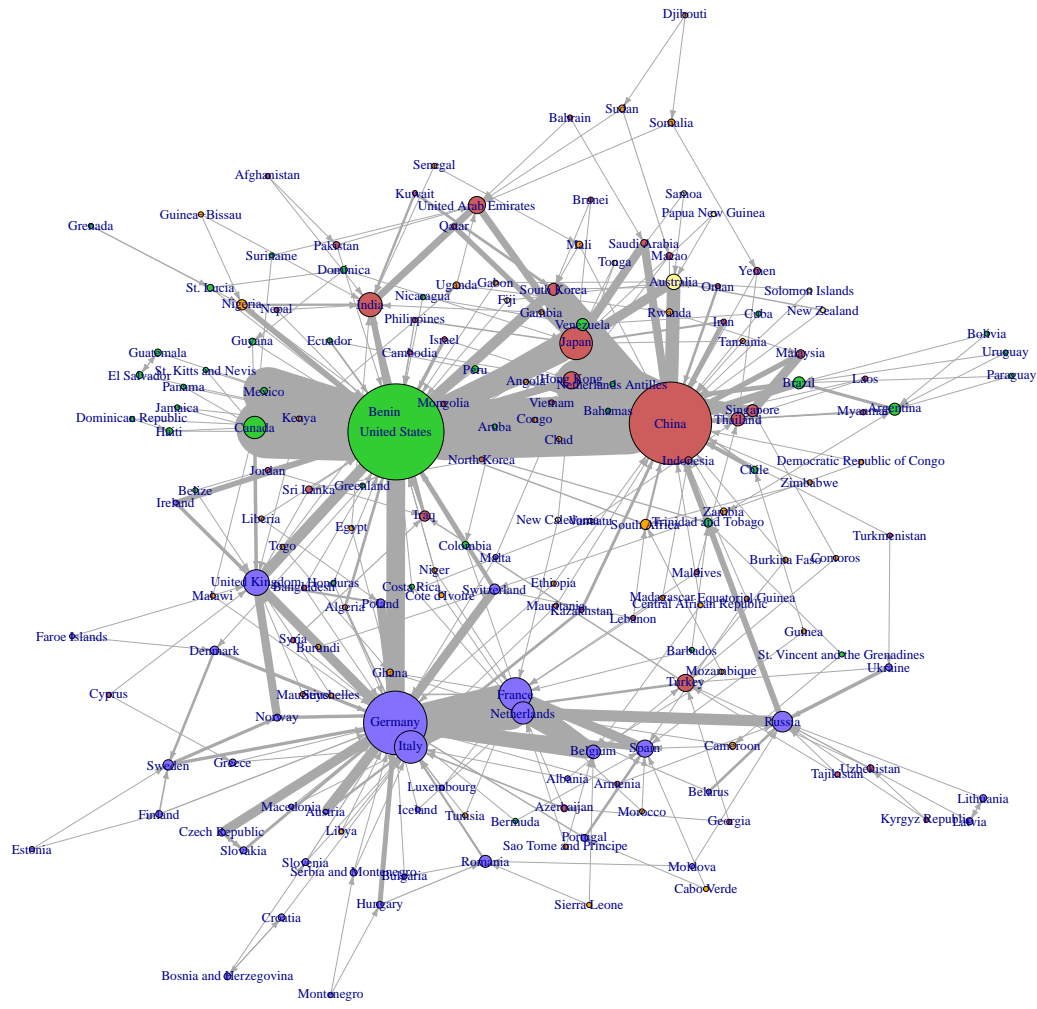 Djibouti
Sudan
Bahrain
Somalia
Senegal
Afghanistan
Kuwait
Samoa
Brunei
United Arab Emirates
Guinea-Bissau
Papua New Guinea
Grenada
Qatar
Pakistan
Mali
Saudi Arabia
Suriname
Macao
Tonga
Dominica
Yemen
Australia
Uganda
Gabon
St. Lucia
South Korea
Oman
Solomon Islands
Nicaragua
Fiji
Nigeria
Nepal
India
Gambia
Rwanda
Cuba
New Zealand
Philippines
Venezuela
Iran
Bolivia
Guyana
Ecuador
Israel
Japan
Tanzania
Guatemala
Cambodia
Malaysia
Uruguay
St. Kitts and Nevis
Peru
El Salvador
Angola
Hong Kong
Netherlands Antilles
Brazil
Laos
Paraguay
Panama
Mexico
Mongolia
Vietnam
Jamaica
Benin
Bahamas
Singapore
Myanmar
Argentina
Dominican Republic
Kenya
Congo
Thailand
Haiti
Canada
United States
Aruba
China
Chad
North Korea
Indonesia
Democratic Republic of Congo
Jordan
Chile
Zimbabwe
Belize
Sri Lanka
Greenland
Ireland
Zambia
Liberia
Iraq
New Caledonia
Vanuatu
South Africa
Trinidad and Tobago
Egypt
Turkmenistan
Togo
Colombia
Malta
Burkina Faso
Comoros
Niger
Maldives
United Kingdom
Honduras
Bangladesh
Costa Rica
Switzerland
Ethiopia
Malawi
Cote d'Ivoire
Madagascar
Equatorial Guinea
Algeria
Poland
Mauritania
Kazakhstan
Central African Republic
Lebanon
Faroe Islands
Syria
Guinea
Denmark
Burundi
Barbados
St. Vincent and the Grenadines
Ghana
Mozambique
Ukraine
Turkey
Cyprus
Mauritius
Seychelles
France
Norway
Germany
Netherlands
Russia
Italy
Belgium
Spain
Cameroon
Sweden
Greece
Uzbekistan
Tajikistan
Albania
Armenia
Luxembourg
Belarus
Lithuania
Macedonia
Austria
Iceland
Tunisia
Azerbaijan
Morocco
Finland
Bermuda
Georgia
Kyrgyz Republic
Latvia
Czech Republic
Libya
Portugal
Estonia
Slovakia
Sao Tome and Principe
Slovenia
Romania
Moldova
Serbia and Montenegro
Bulgaria
Cabo Verde
Hungary
Sierra Leone
Croatia
Bosnia and Herzegovina
Montenegro